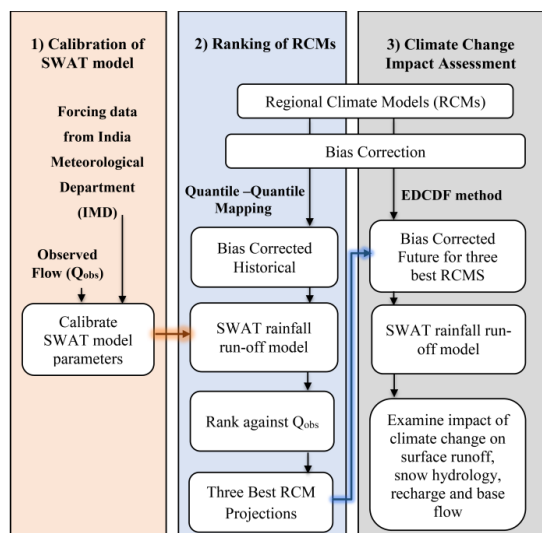 1) Calibration of
SWAT model
Forcing data
from India
Meteorological
Department
(IMD)
Observed
Flow (Qobs)
Calibrate
SWAT model
parameters
2) Ranking of RCMs
3) Climate Change
Impact Assessment
Regional Climate Models (RCMs)
Bias Correction
Quantile –Quantile
Mapping
Bias Corrected
Historical
SWAT rainfall
run-off model
Rank against Qobs
Three Best RCM
Projections
EDCDF method
Bias Corrected
Future for three
best RCMS
SWAT rainfall run-
off model
Examine impact of
climate change on
surface runoff,
snow hydrology,
recharge and base
flow